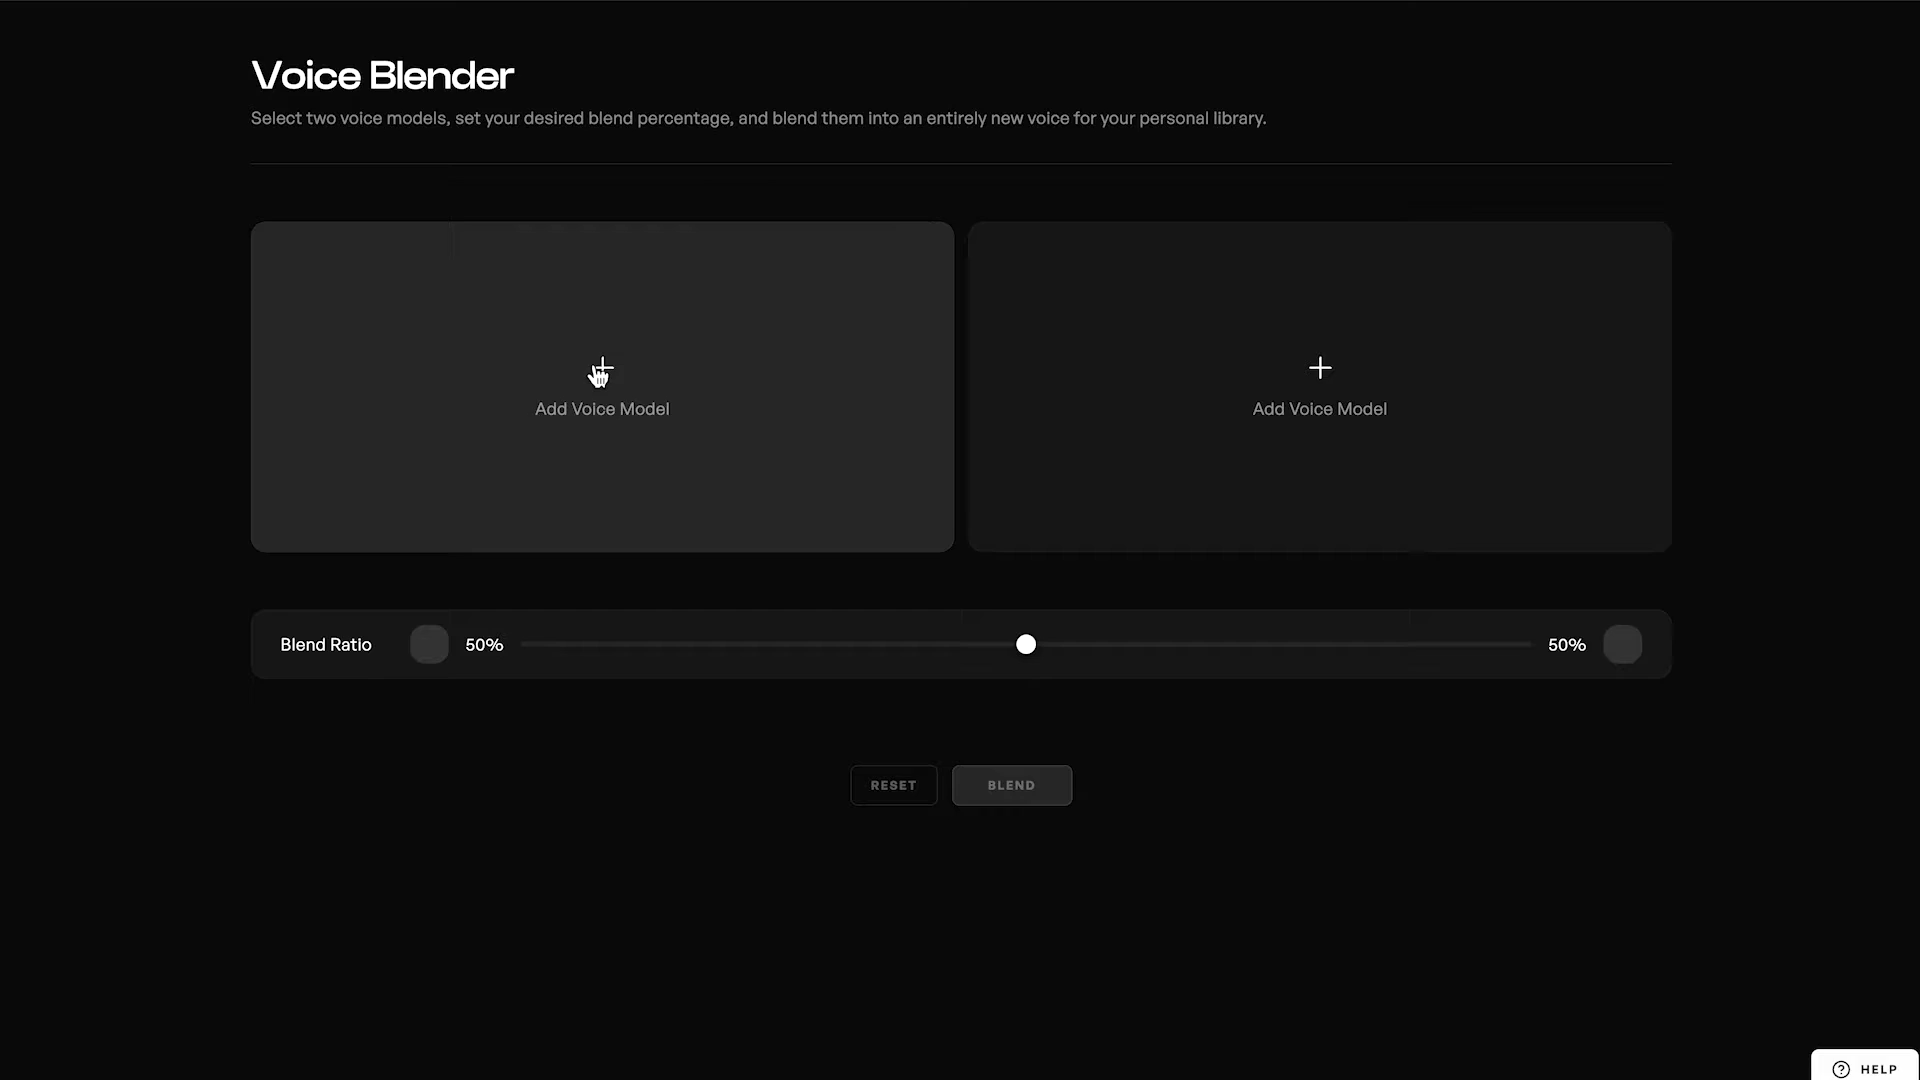 Voice Blender
Select two voice models, set your desired blend percentage, and blend them into an entirely new voice for your personal library.
Add Voice Model
Add Voice Model
Blend Ratio 50% 50%
RESET BLEND
HELP